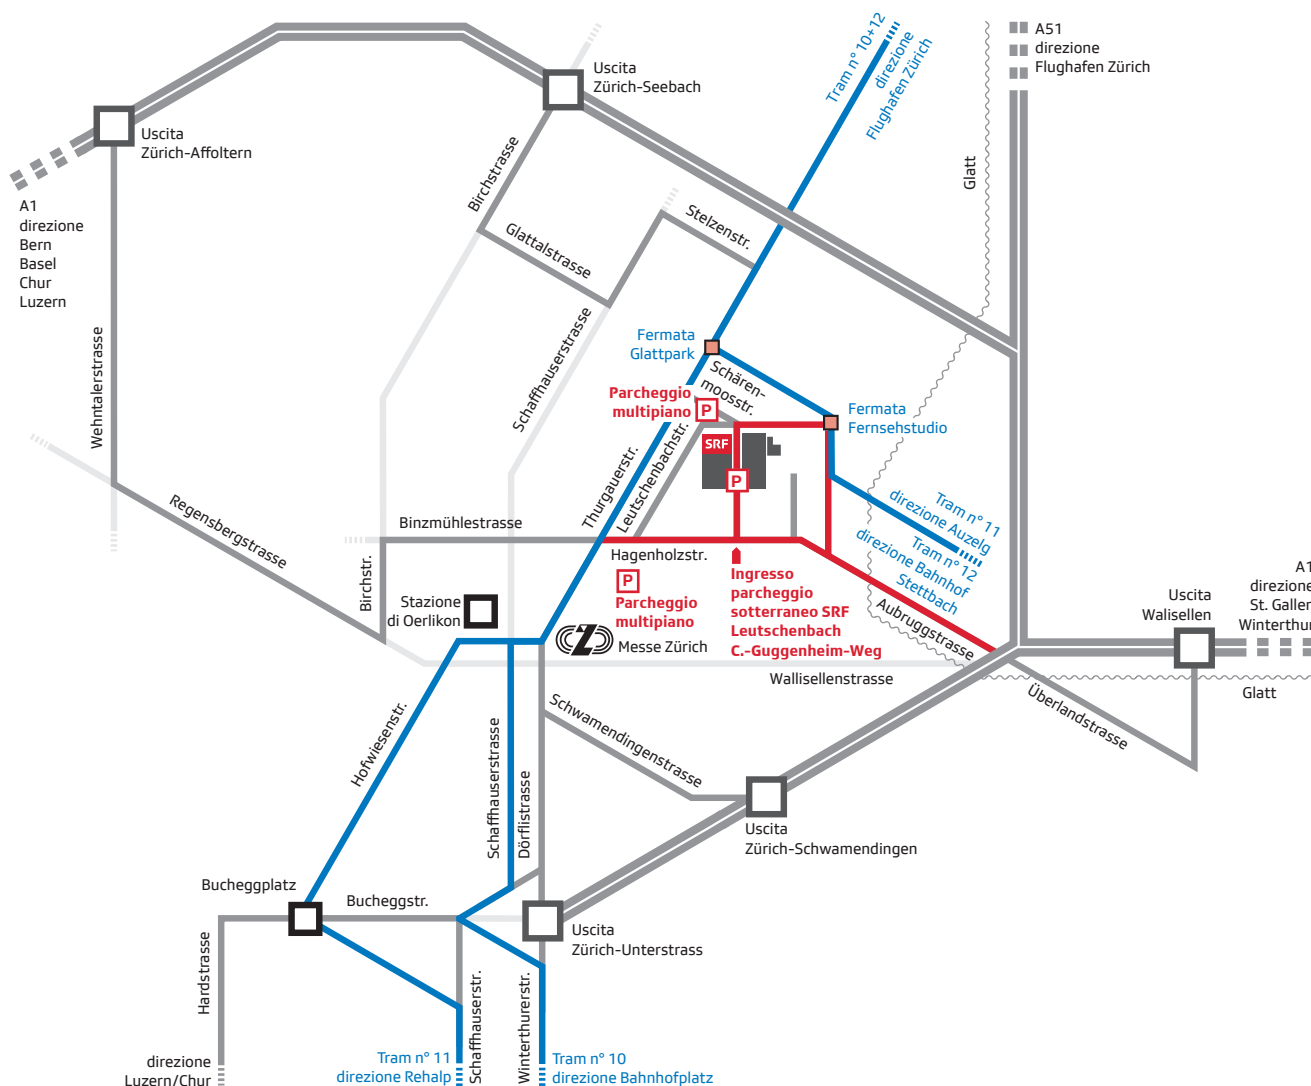 Tram n° 10+12
direzione
Flughafen Zürich
A51
direzione
Flughafen Zürich
Uscita
Zürich-Seebach
Uscita
Zürich-Affoltern
A1
direzione
Bern
Basel
Chur
Luzern
Birchstrasse
Glattalstrasse
Stelzenstr.
Glatt
Wehntalerstrasse
Schaffhauserstrasse
Fermata
Glattpark
Schären-
moosstr.
Parcheggio
multipiano
P
Fermata
Fernsehstudio
SRF
P
Thurgauerstr.
Leutschenbachstr.
Regensbergstrasse
Binzmühlestrasse
Hagenholzstr.
Tram n° 11
direzione Auzelg
Tram n° 12
direzione Bahnhof
Stettbach
Birchstr.
Stazione
di Oerlikon
P
Parcheggio
multipiano
Messe Zürich
Ingresso
parcheggio
sotterraneo SRF
Leutschenbach
C.-Guggenheim-Weg
Aubruggstrasse
Uscita
Walisellen
A1
direzione
St. Gallen
Winterthur
Wallisellenstrasse
Überlandstrasse
Glatt
Hofwiesenstr.
Schwamendingenstrasse
Schaffhauserstrasse
Dörflistrasse
Uscita
Zürich-Schwamendingen
Bucheggplatz
Bucheggstr.
Uscita
Zürich-Unterstrass
Hardstrasse
Schaffhauserstr.
Winterthurerstr.
direzione
Luzern/Chur
Tram n° 11
direzione Rehalp
Tram n° 10
direzione Bahnhofplatz